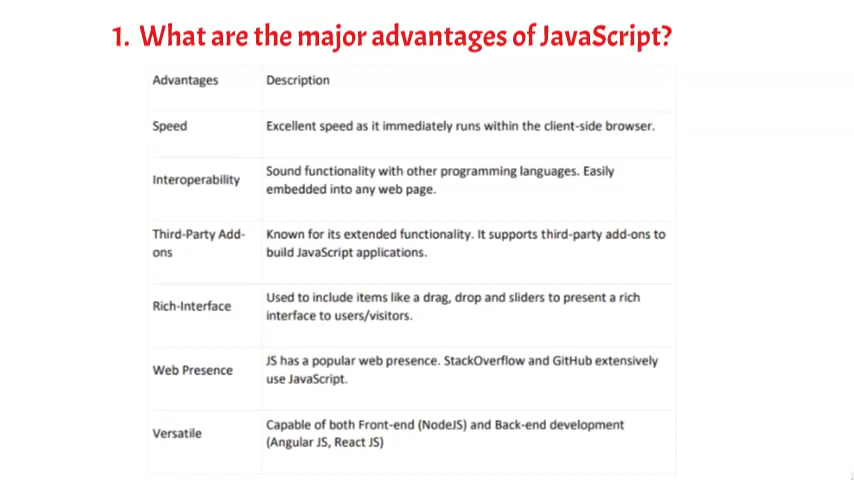 1. What are the major advantages of JavaScript?
Advantages Description
Speed Excellent speed as it immediately runs within the client-side browser.
Interoperability Sound functionality with other programming languages. Easily
embedded into any web page.
Third-Party Add-
ons
Known for its extended functionality. It supports third-party add-ons to
build JavaScript applications.
Rich-Interface Used to include items like a drag, drop and sliders to present a rich
interface to users/visitors.
Web Presence JS has a popular web presence. StackOverflow and GitHub extensively
use JavaScript.
Versatile Capable of both Front-end (NodeJS) and Back-end development
(Angular JS, React JS)